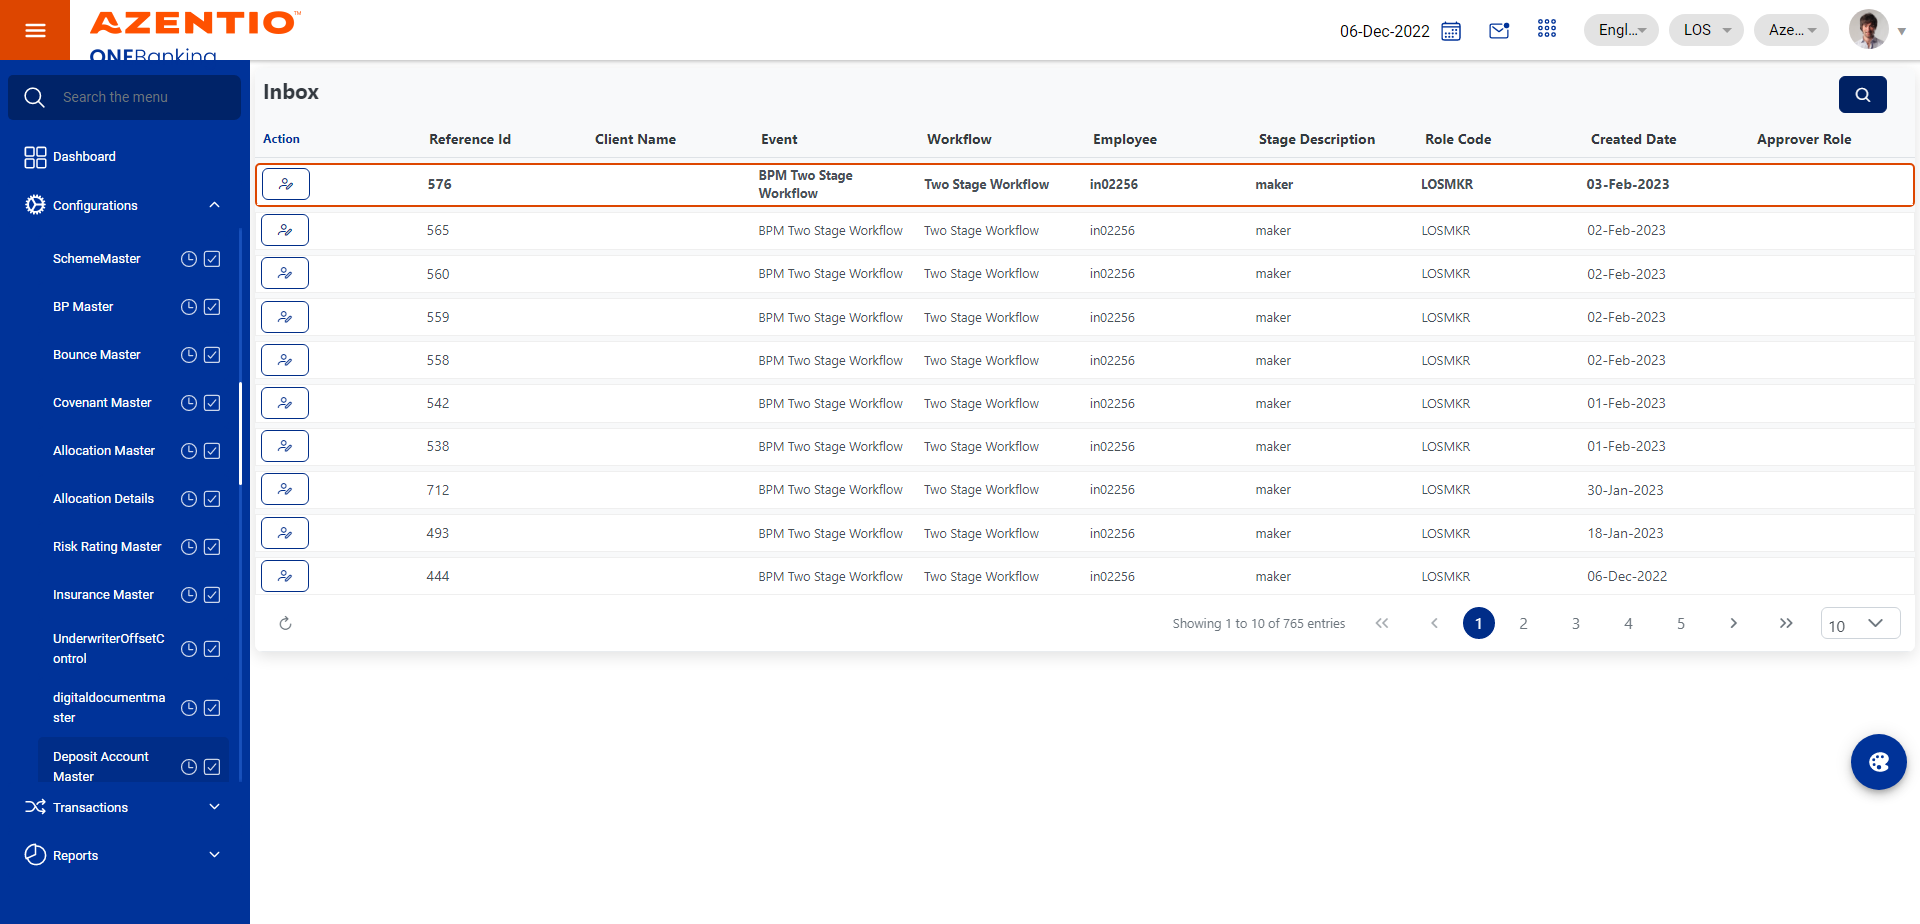 AZENTIO™
ONEBanking
06-Dec-2022
Engl...
LOS
Aze...
Search the menu
Dashboard
Configurations
SchemeMaster
BP Master
Bounce Master
Covenant Master
Allocation Master
Allocation Details
Risk Rating Master
Insurance Master
UnderwriterOffsetC
ontrol
digitaldocumentma
ster
Deposit Account
Master
Transactions
Reports
Inbox
Action Reference Id Client Name Event Workflow Employee Stage Description Role Code Created Date Approver Role
576 BPM Two Stage Workflow Two Stage Workflow in02256 maker LOSMKR 03-Feb-2023
565 BPM Two Stage Workflow Two Stage Workflow in02256 maker LOSMKR 02-Feb-2023
560 BPM Two Stage Workflow Two Stage Workflow in02256 maker LOSMKR 02-Feb-2023
559 BPM Two Stage Workflow Two Stage Workflow in02256 maker LOSMKR 02-Feb-2023
558 BPM Two Stage Workflow Two Stage Workflow in02256 maker LOSMKR 02-Feb-2023
542 BPM Two Stage Workflow Two Stage Workflow in02256 maker LOSMKR 01-Feb-2023
538 BPM Two Stage Workflow Two Stage Workflow in02256 maker LOSMKR 01-Feb-2023
712 BPM Two Stage Workflow Two Stage Workflow in02256 maker LOSMKR 30-Jan-2023
493 BPM Two Stage Workflow Two Stage Workflow in02256 maker LOSMKR 18-Jan-2023
444 BPM Two Stage Workflow Two Stage Workflow in02256 maker LOSMKR 06-Dec-2022
Showing 1 to 10 of 765 entries 1 2 3 4 5 10